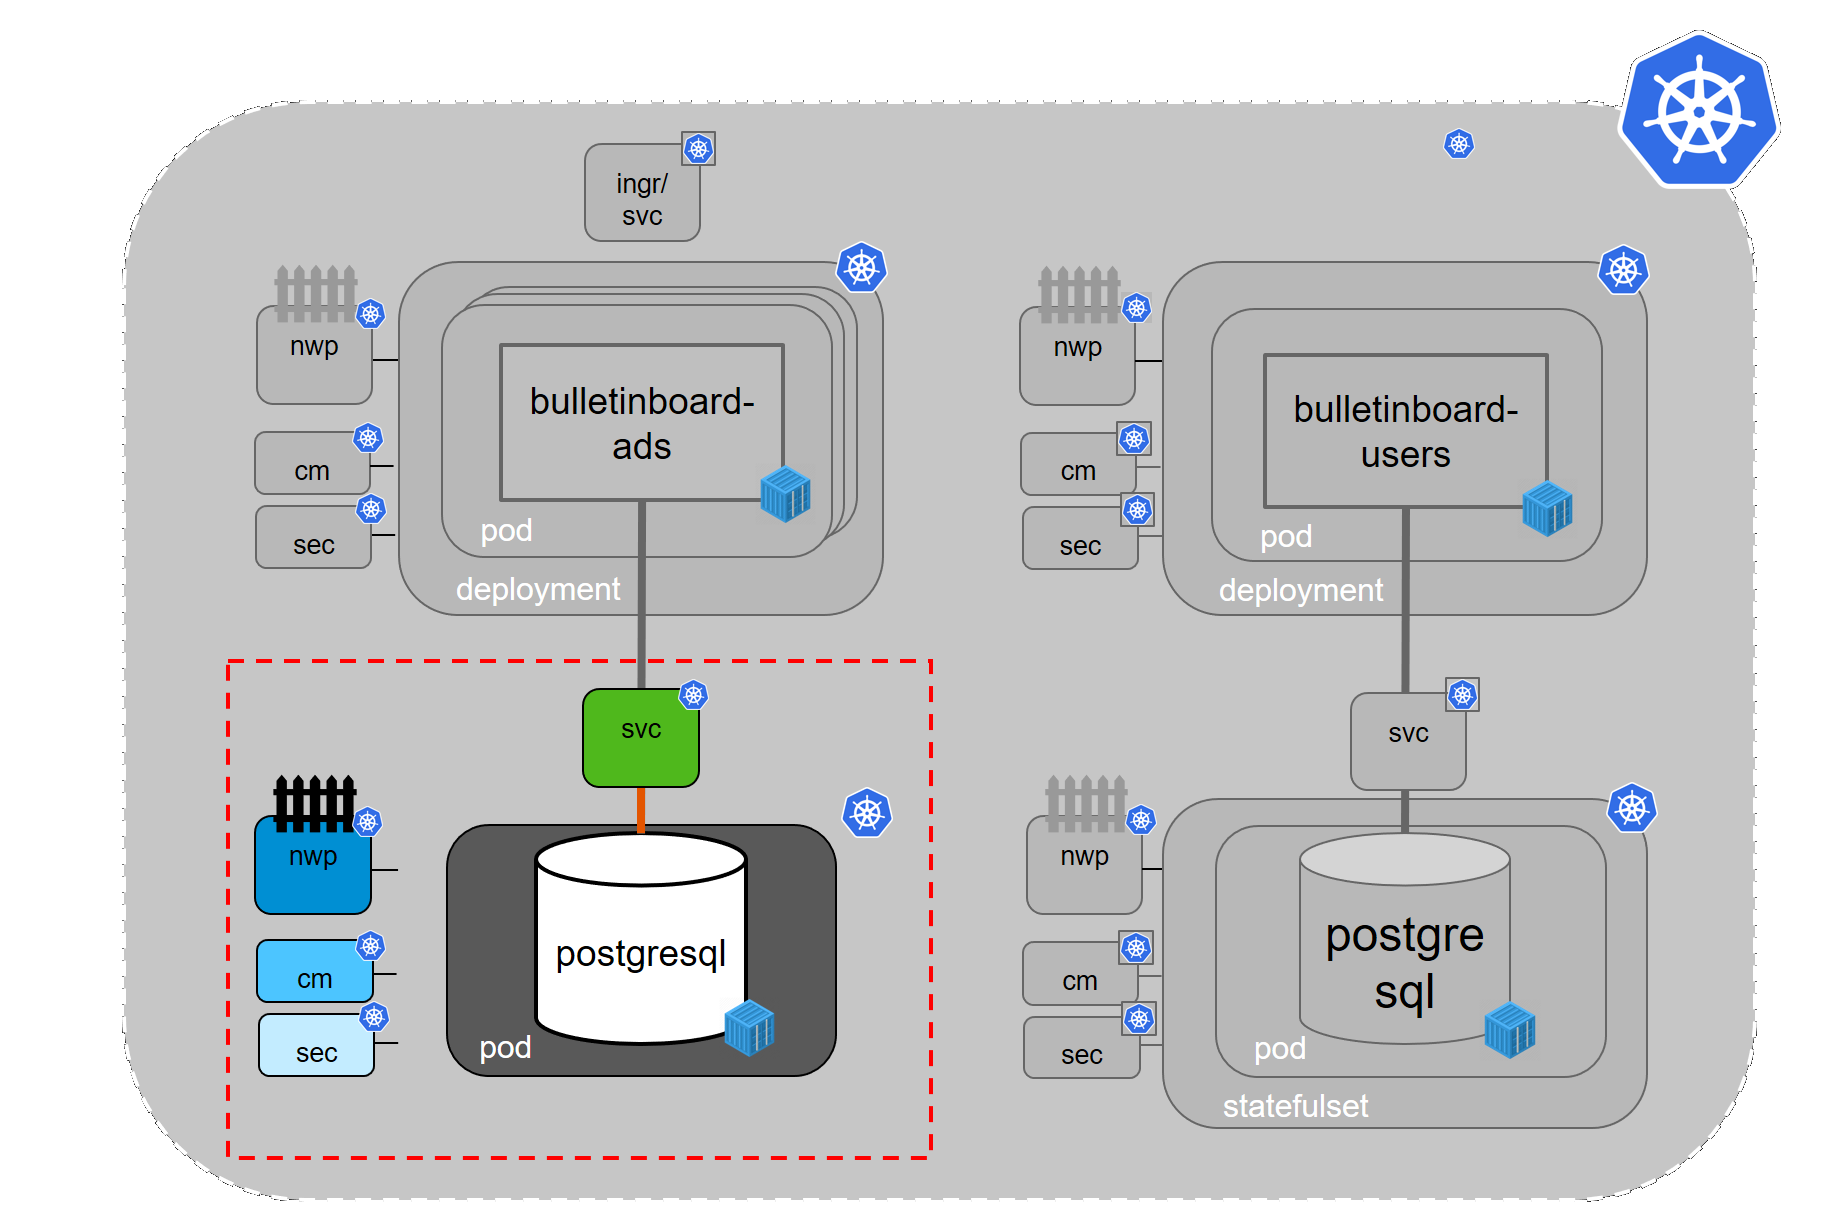 ingr/
svc
nwp
cm
sec
bulletinboard-
ads
pod
deployment
nwp
cm
sec
bulletinboard-
users
pod
deployment
svc
nwp
cm
sec
postgresql
pod
svc
nwp
cm
sec
postgre
sql
pod
statefulset